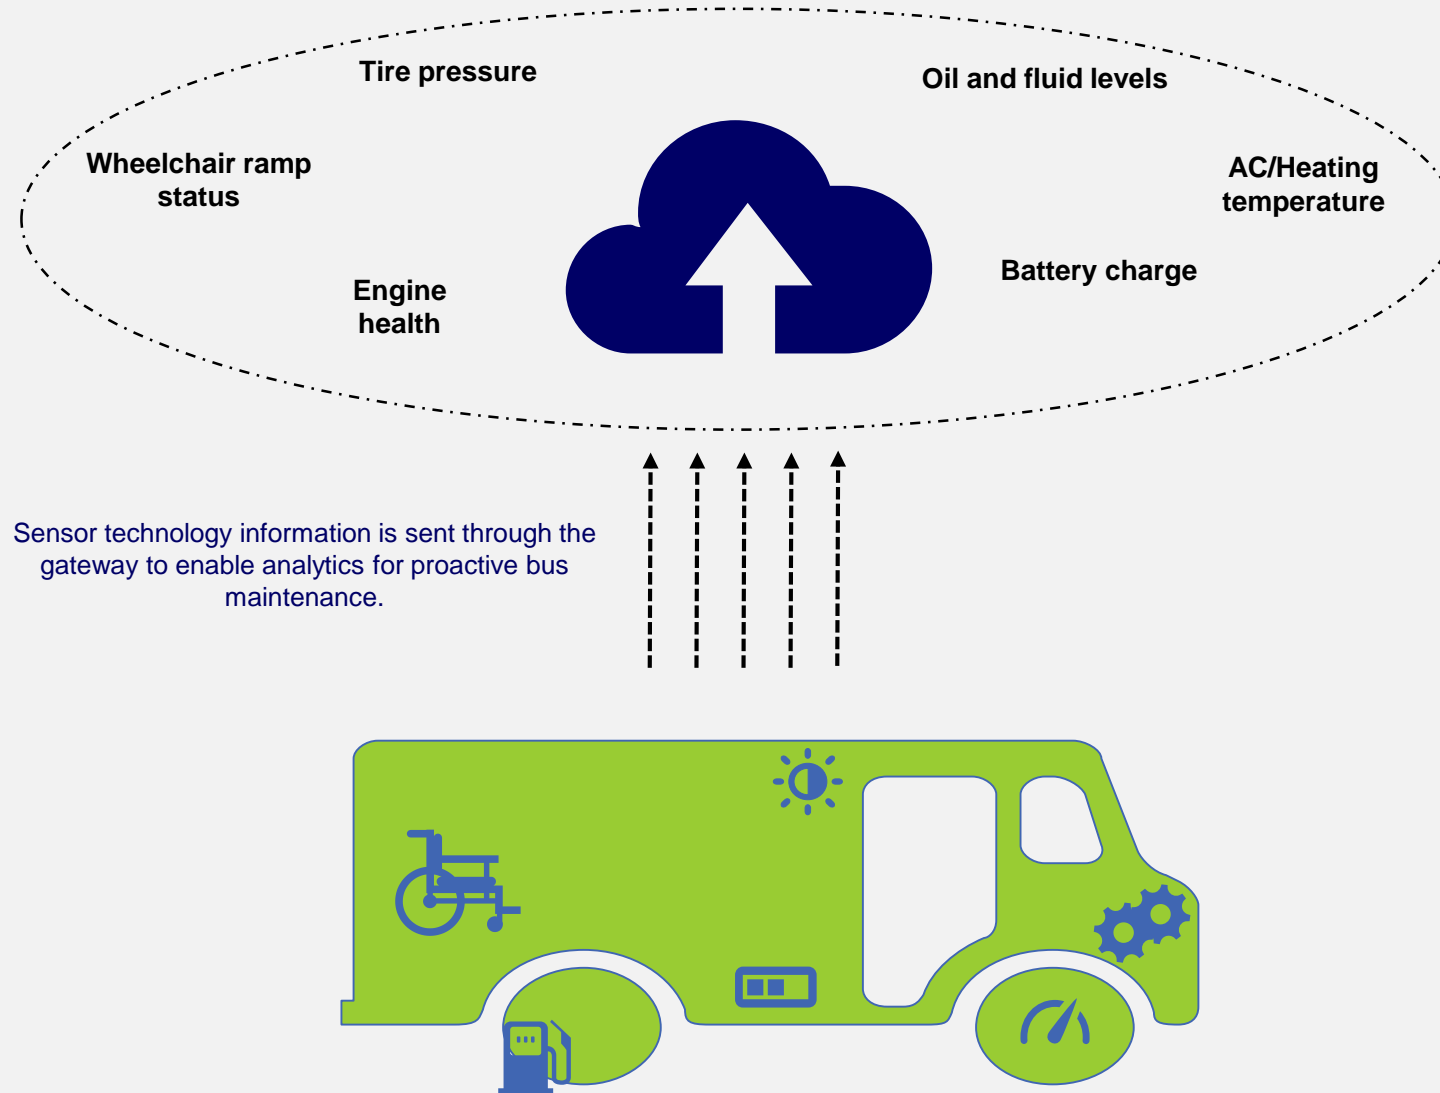 Tire pressure
Oil and fluid levels
Wheelchair ramp
status
AC/Heating
temperature
Engine
health
Battery charge
Sensor technology information is sent through the
gateway to enable analytics for proactive bus
maintenance.